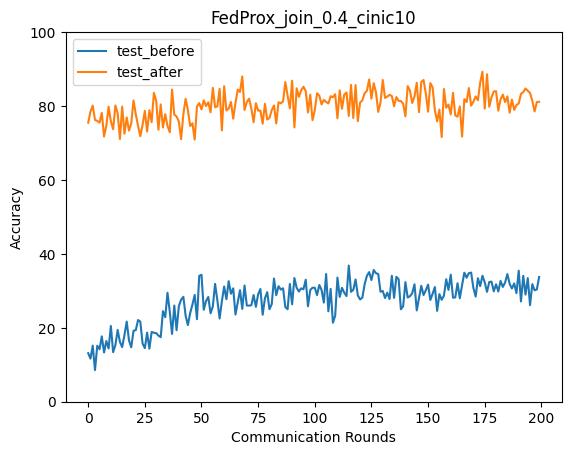 FedProx_join_0.4_cinic10
test_before
test_after
Accuracy
100
80
60
40
20
0
0 25 50 75 100 125 150 175 200
Communication Rounds